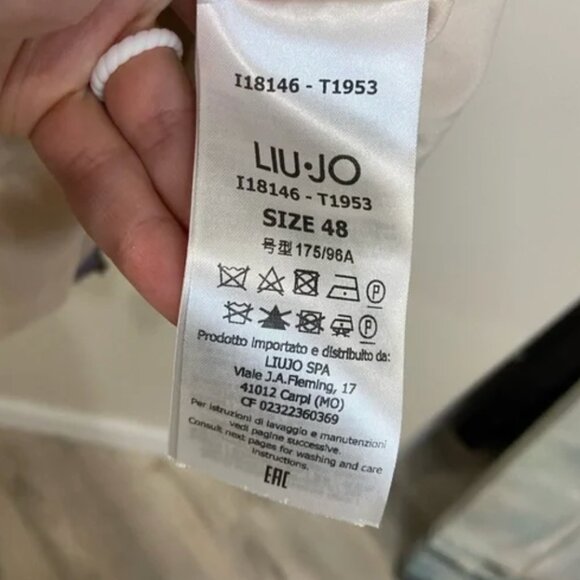 I18146 - T1953
LIU·JO
I18146 - T1953
SIZE 48
号型175/96A
P
P
Prodotto importato e distribuito da:
LIUJO SPA
Viale J.A.Fleming, 17
41012 Carpi (MO)
CF 02322360369
Per istruzioni di lavaggio e manutenzioni
vedi pagine successive.
Consult next pages for washing and care
instructions.
EAC